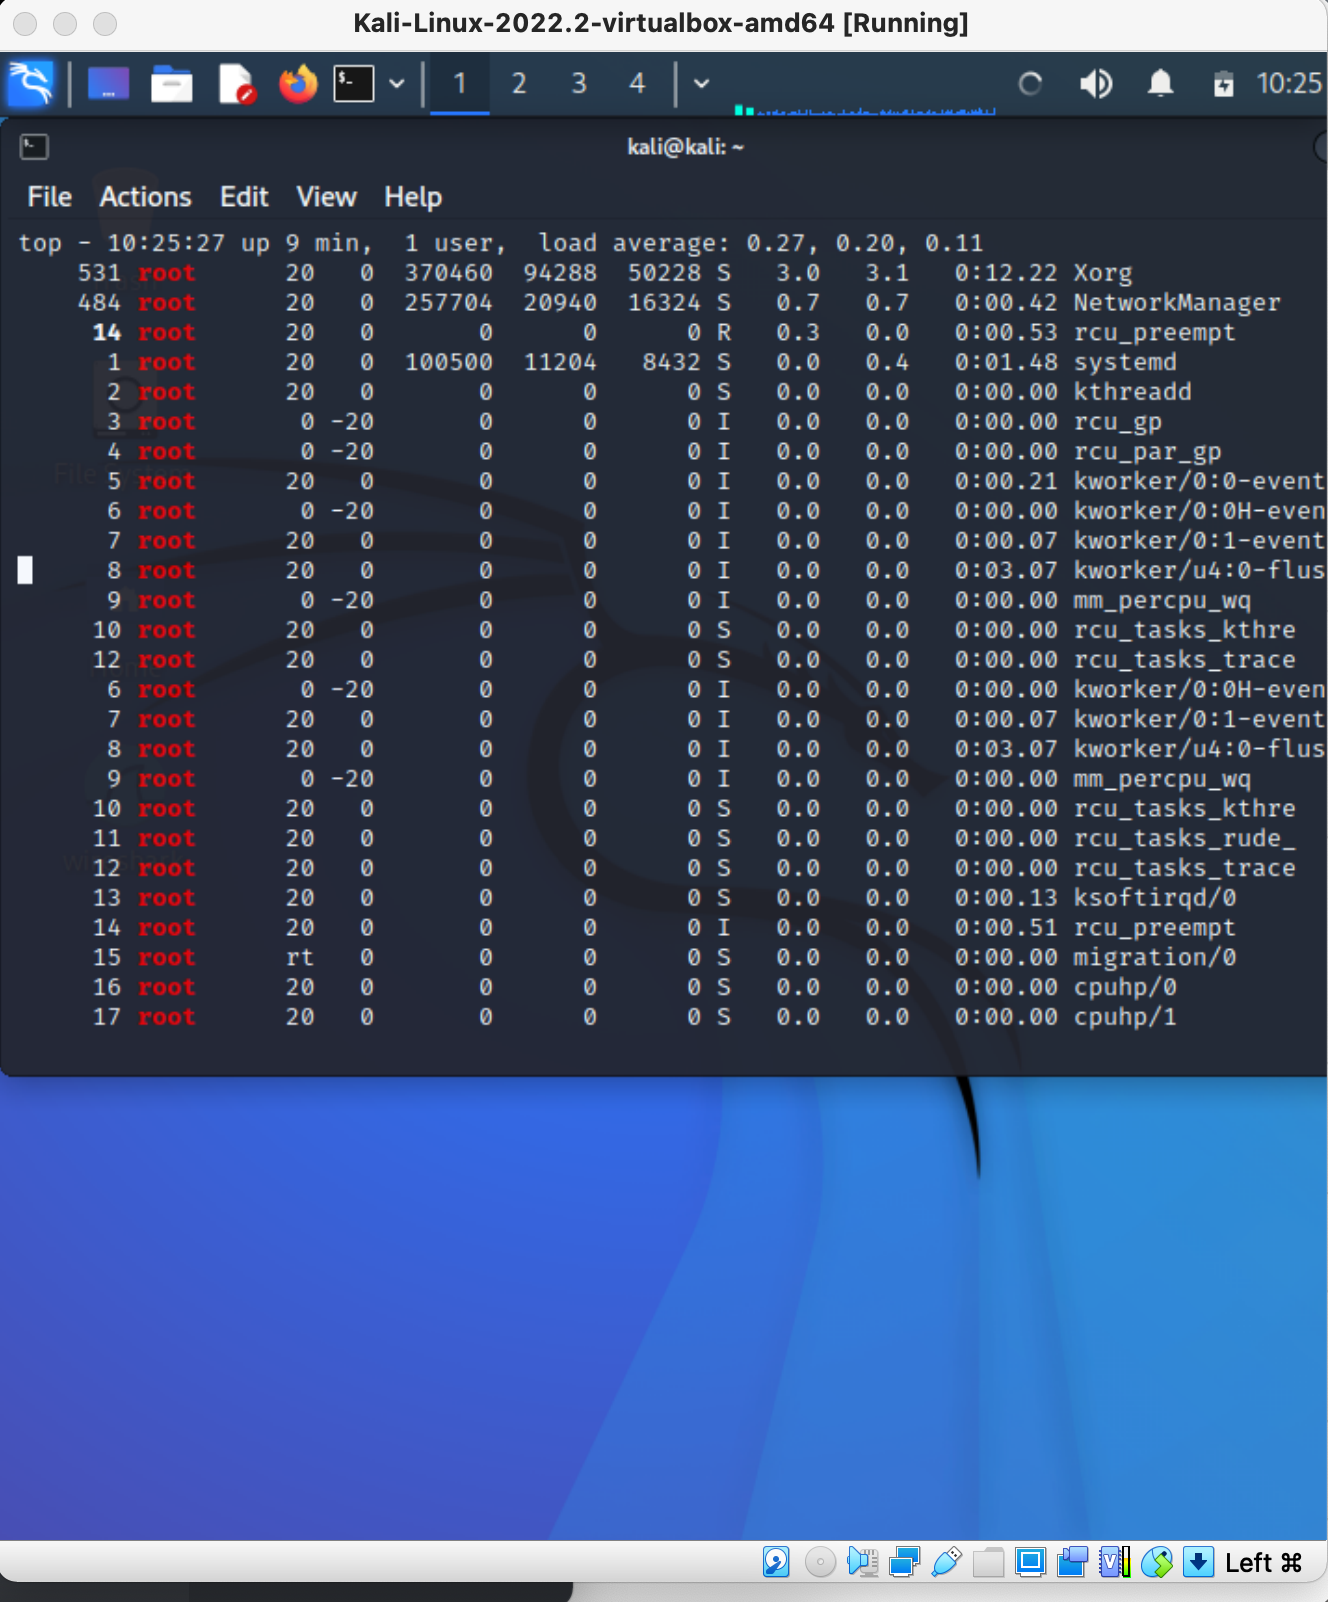 Kali-Linux-2022.2-virtualbox-amd64 [Running]
1 2 3 4 10:25
kali@kali: ~
File Actions Edit View Help
top - 10:25:27 up 9 min,  1 user,  load average: 0.27, 0.20, 0.11
531 root 20 0 370460 94288 50228 S 3.0 3.1 0:12.22 Xorg
484 root 20 0 257704 20940 16324 S 0.7 0.7 0:00.42 NetworkManager
14 root 20 0 0 0 0 R 0.3 0.0 0:00.53 rcu_preempt
1 root 20 0 100500 11204 8432 S 0.0 0.4 0:01.48 systemd
2 root 20 0 0 0 0 S 0.0 0.0 0:00.00 kthreadd
3 root 0 -20 0 0 0 I 0.0 0.0 0:00.00 rcu_gp
4 root 0 -20 0 0 0 I 0.0 0.0 0:00.00 rcu_par_gp
5 root 20 0 0 0 0 I 0.0 0.0 0:00.21 kworker/0:0-event
6 root 0 -20 0 0 0 I 0.0 0.0 0:00.00 kworker/0:0H-even
7 root 20 0 0 0 0 I 0.0 0.0 0:00.07 kworker/0:1-event
8 root 20 0 0 0 0 I 0.0 0.0 0:03.07 kworker/u4:0-flus
9 root 0 -20 0 0 0 I 0.0 0.0 0:00.00 mm_percpu_wq
10 root 20 0 0 0 0 S 0.0 0.0 0:00.00 rcu_tasks_kthre
12 root 20 0 0 0 0 S 0.0 0.0 0:00.00 rcu_tasks_trace
6 root 0 -20 0 0 0 I 0.0 0.0 0:00.00 kworker/0:0H-even
7 root 20 0 0 0 0 I 0.0 0.0 0:00.07 kworker/0:1-event
8 root 20 0 0 0 0 I 0.0 0.0 0:03.07 kworker/u4:0-flus
9 root 0 -20 0 0 0 I 0.0 0.0 0:00.00 mm_percpu_wq
10 root 20 0 0 0 0 S 0.0 0.0 0:00.00 rcu_tasks_kthre
11 root 20 0 0 0 0 S 0.0 0.0 0:00.00 rcu_tasks_rude_
12 root 20 0 0 0 0 S 0.0 0.0 0:00.00 rcu_tasks_trace
13 root 20 0 0 0 0 S 0.0 0.0 0:00.13 ksoftirqd/0
14 root 20 0 0 0 0 I 0.0 0.0 0:00.51 rcu_preempt
15 root rt 0 0 0 0 S 0.0 0.0 0:00.00 migration/0
16 root 20 0 0 0 0 S 0.0 0.0 0:00.00 cpuhp/0
17 root 20 0 0 0 0 S 0.0 0.0 0:00.00 cpuhp/1
Left ⌘